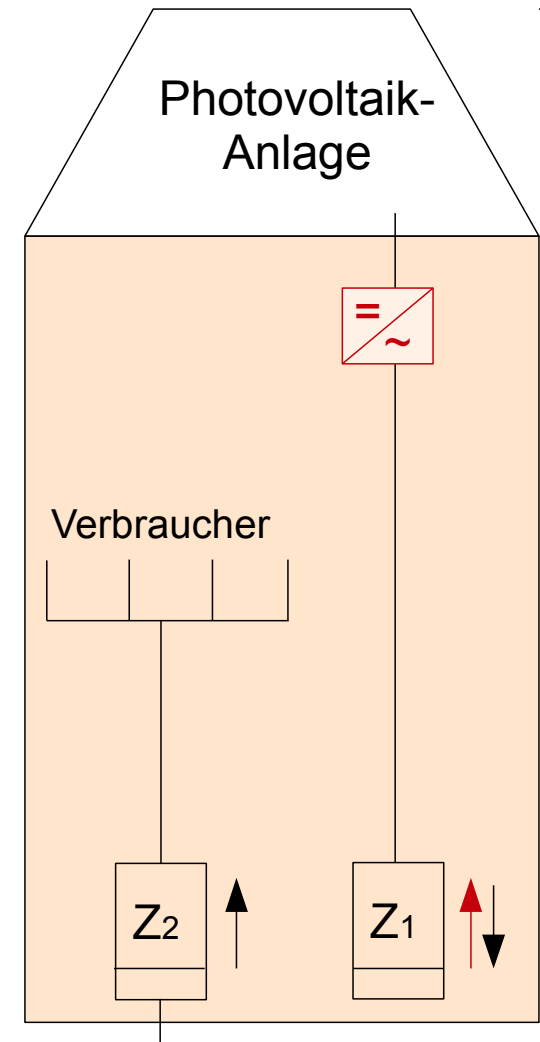 Photovoltaik-
Anlage
=
~
Verbraucher
Z2
Z1